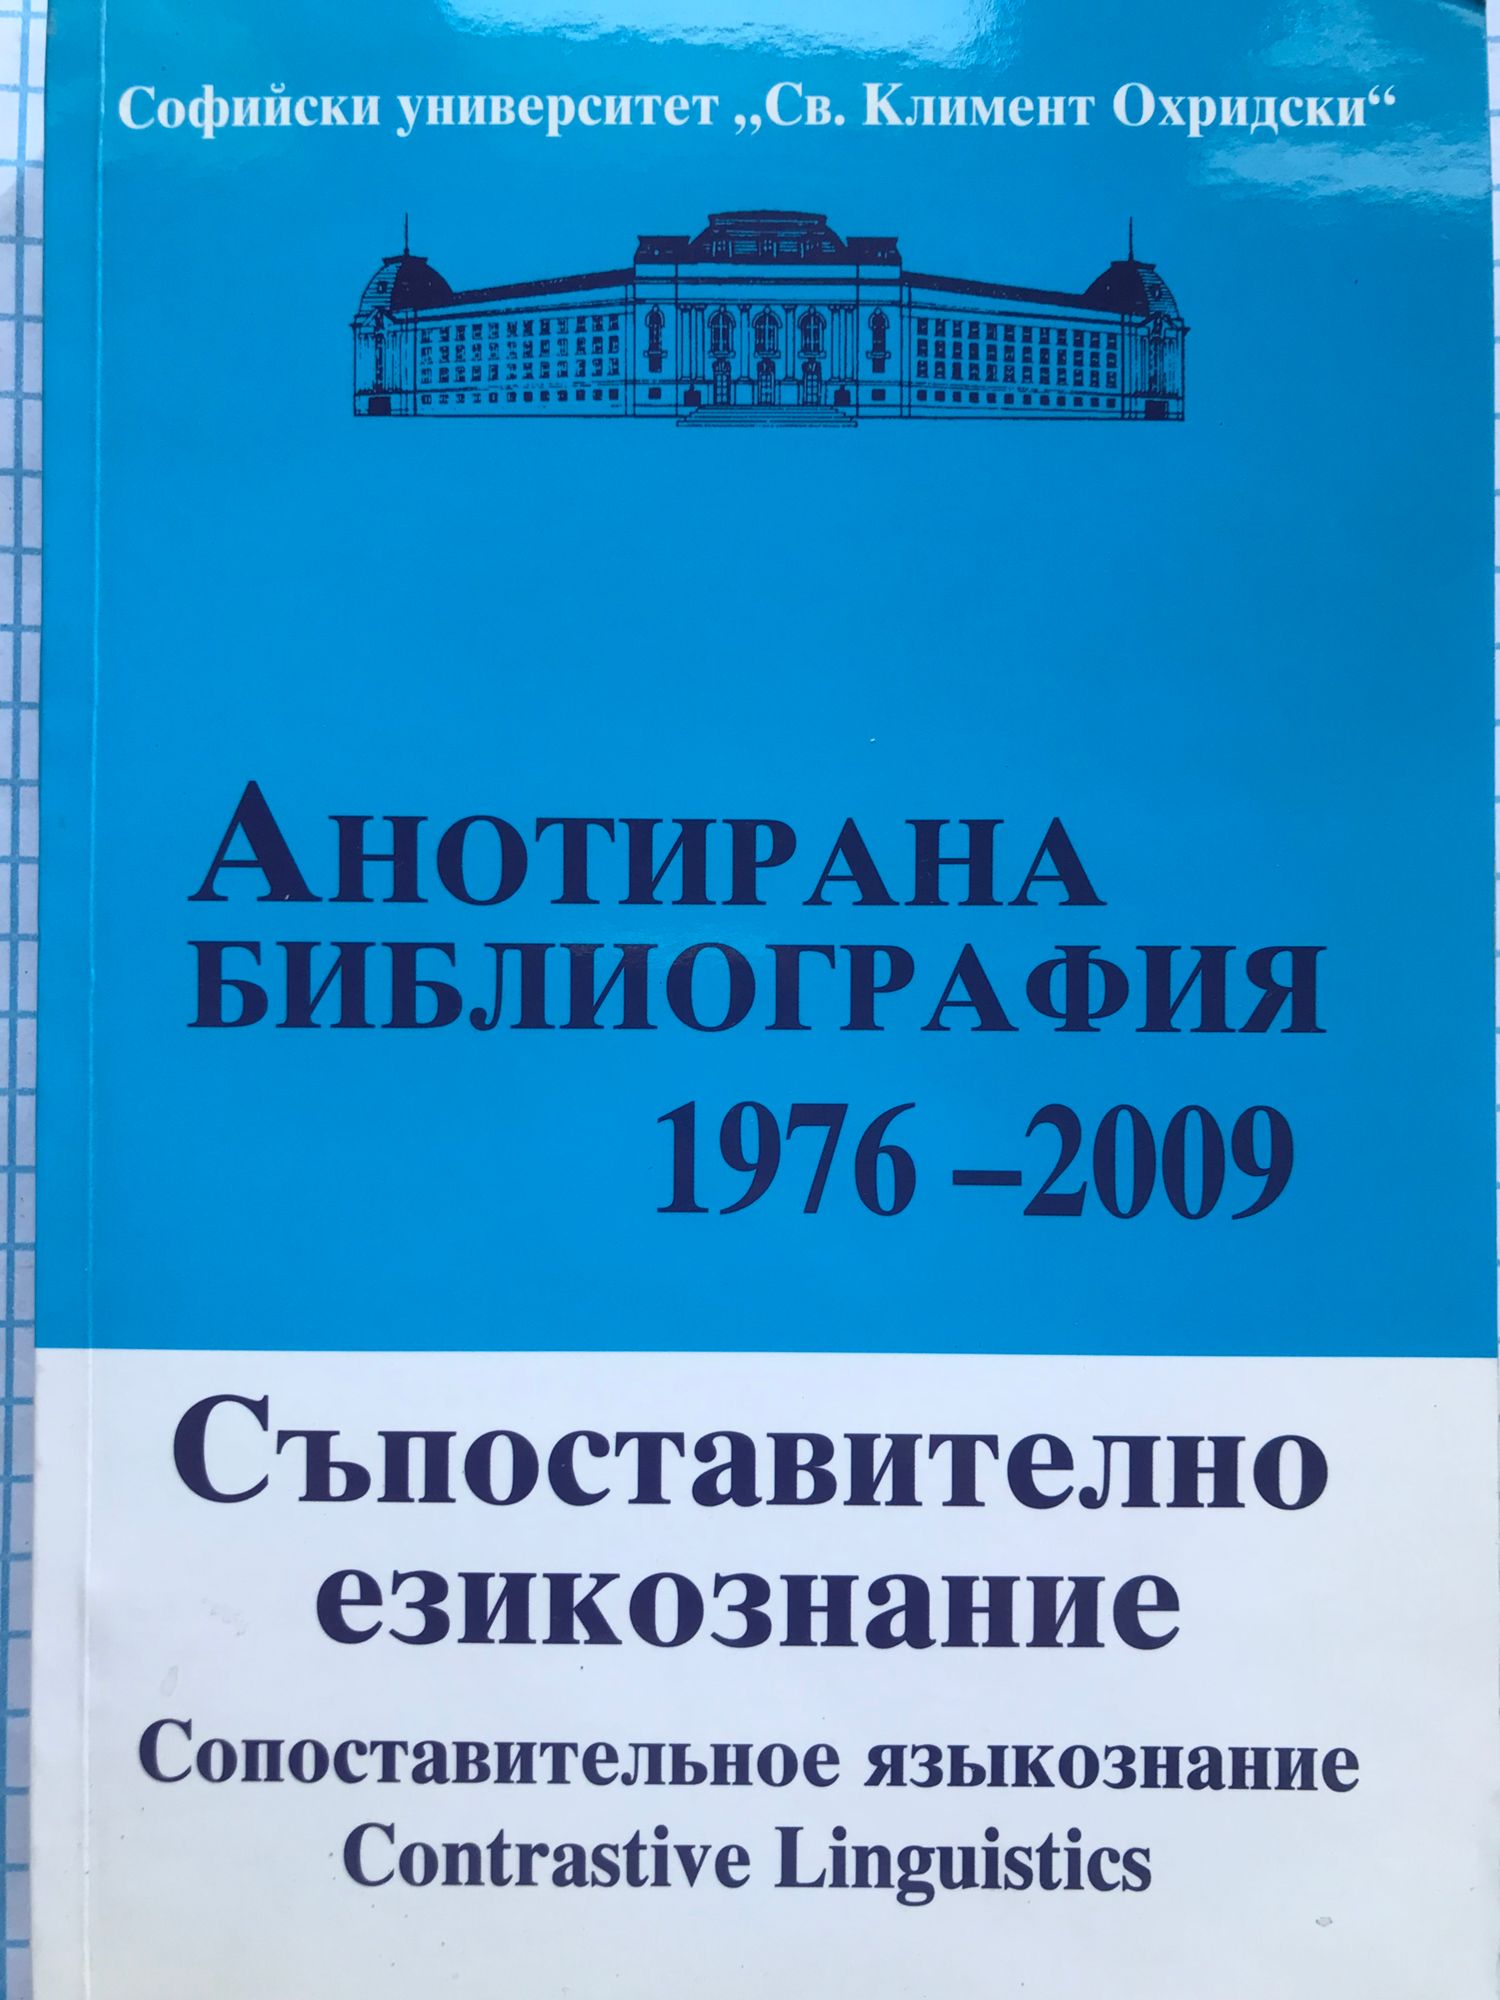 Софийски университет „Св. Климент Охридски“
АНОТИРАНА
БИБЛИОГРАФИЯ
1976 –2009
Съпоставително
езикознание
Сопоставительное языкознание
Contrastive Linguistics